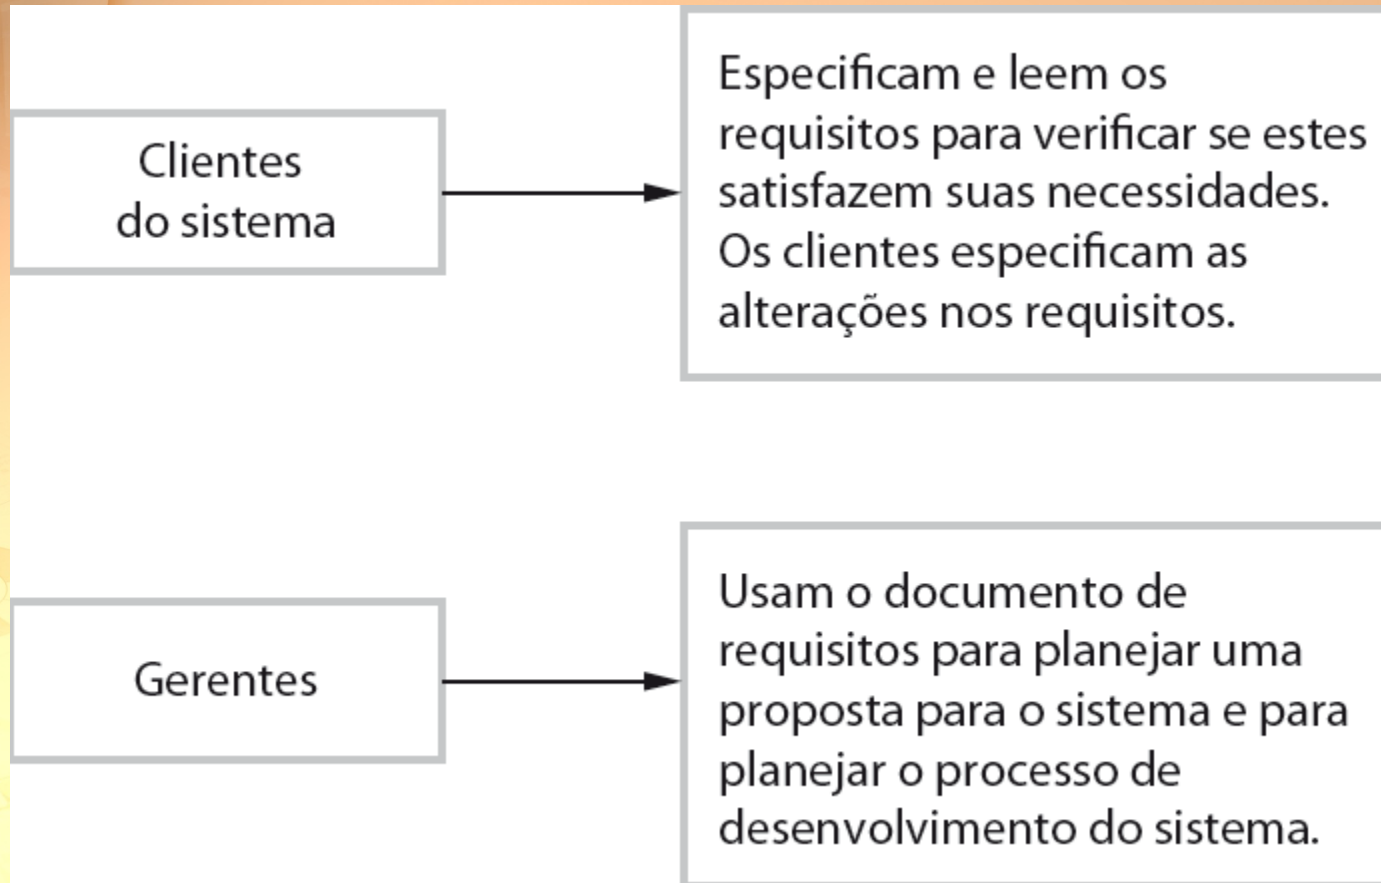 Clientes
do sistema
Especificam e leem os
requisitos para verificar se estes
satisfazem suas necessidades.
Os clientes especificam as
alterações nos requisitos.
Gerentes
Usam o documento de
requisitos para planejar uma
proposta para o sistema e para
planejar o processo de
desenvolvimento do sistema.